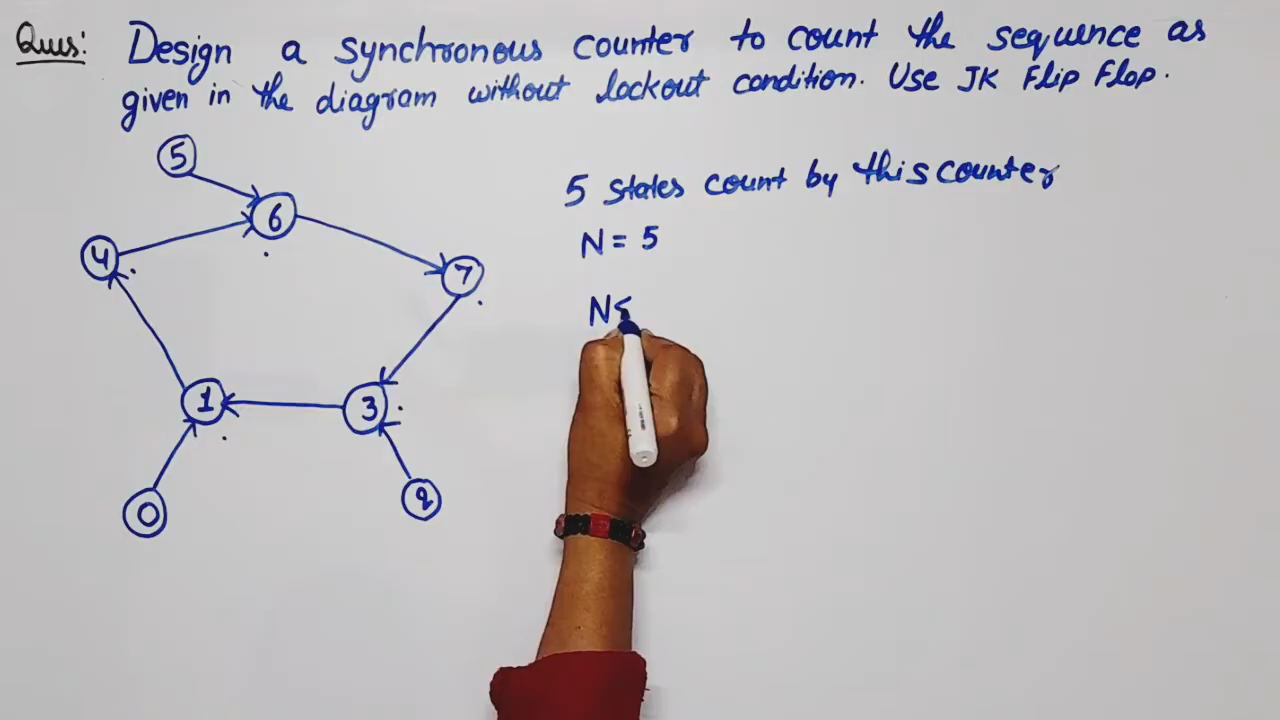 Ques: Design a synchronous counter to count the sequence as
given in the diagram without lockout condition. Use JK Flip Flop.
5
5 states count by this counter
6
N = 5
4
7
N≤
1
3
0
2